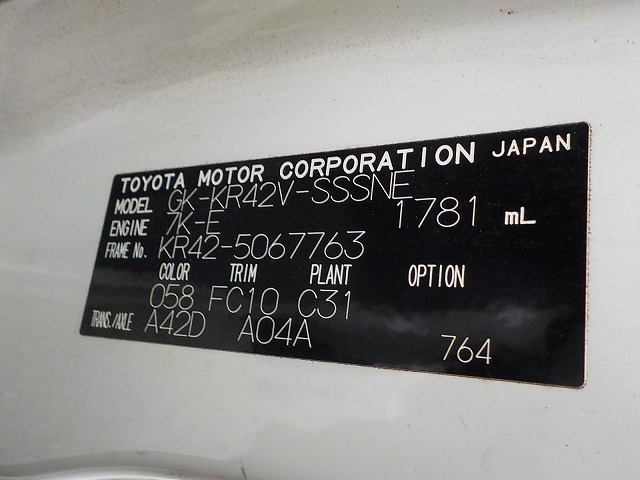 TOYOTA MOTOR CORPORATION JAPAN
MODEL GK-KR42V-SSSNE
ENGINE 7K-E 1781 mL
FRAME No. KR42-5067763
COLOR TRIM PLANT OPTION
058 FC10 C31
TRANS./AXLE A42D A04A
764